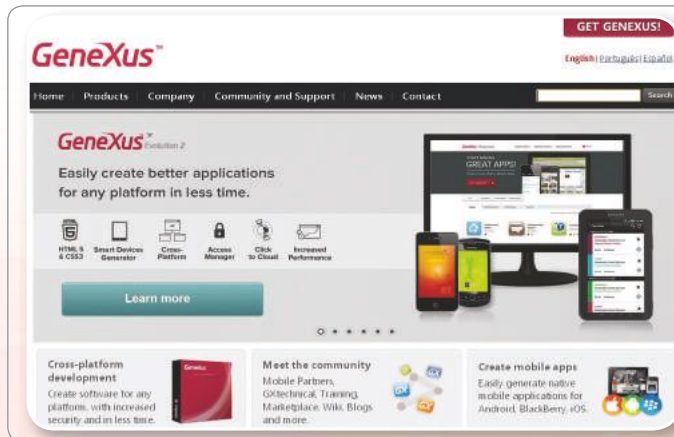 GET GENEXUS!
GeneXus™
English | Português | Español
Home Products Company Community and Support News Contact Search
GeneXus™ Evolution 2
Easily create better applications
for any platform in less time.
HTML 5 & CSS3
Smart Devices Generator
Cross-Platform
Access Manager
Click to Cloud
Increased Performance
GREAT APPS!
Learn more
Cross-platform
development
Create software for any
platform, with increased
security and in less time.
Meet the community
Mobile Partners,
GXtechnical, Training,
Marketplace, Wiki, Blogs
and more.
Create mobile apps
Easily generate native
mobile applications for
Android, BlackBerry, iOS.